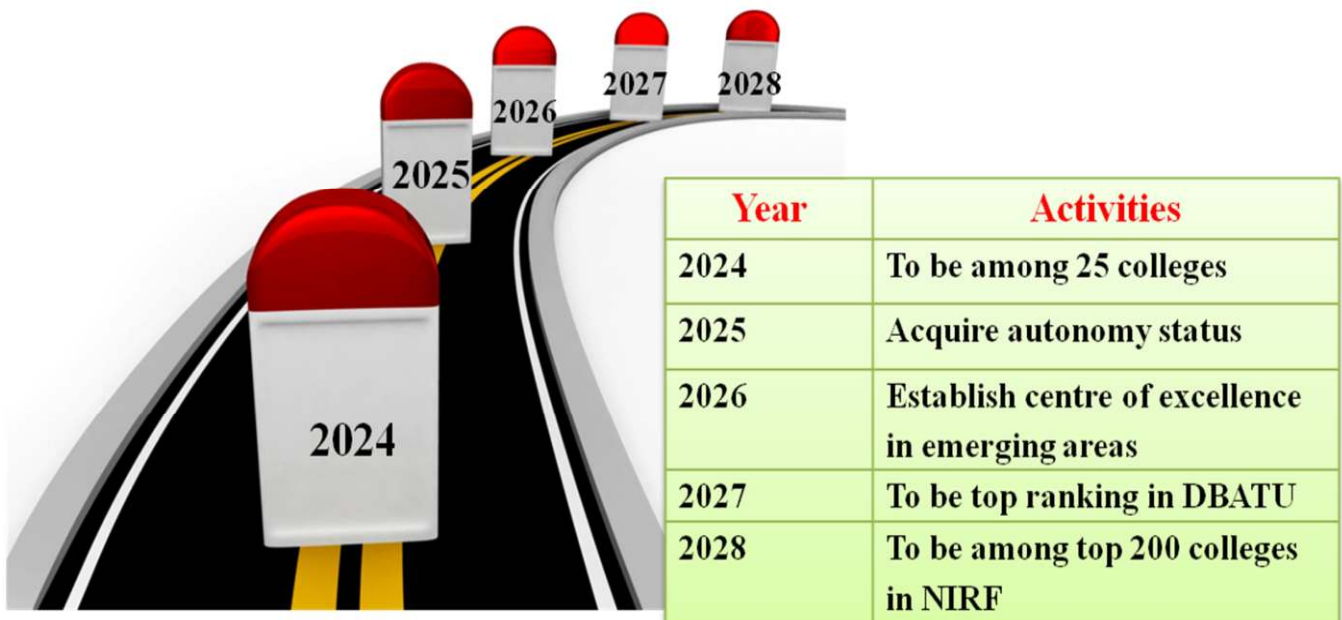 2028
2027
2026
2025
2024
Year Activities
2024 To be among 25 colleges
2025 Acquire autonomy status
2026 Establish centre of excellence
in emerging areas
2027 To be top ranking in DBATU
2028 To be among top 200 colleges
in NIRF